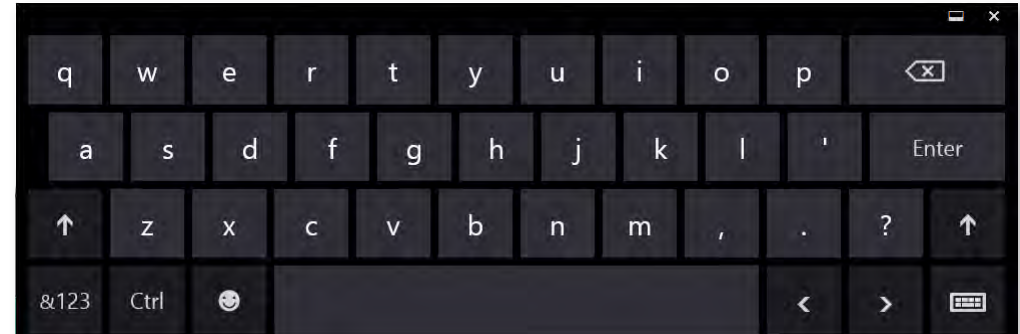 q w e r t y u i o p
a s d f g h j k l ' Enter
z x c v b n m , . ?
&123 Ctrl < >